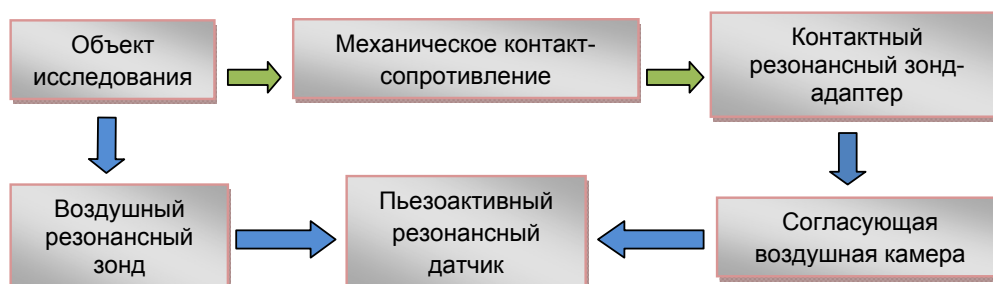 Объект
исследования
Механическое контакт-
сопротивление
Контактный
резонансный зонд-
адаптер
Воздушный
резонансный
зонд
Пьезоактивный
резонансный
датчик
Согласующая
воздушная камера